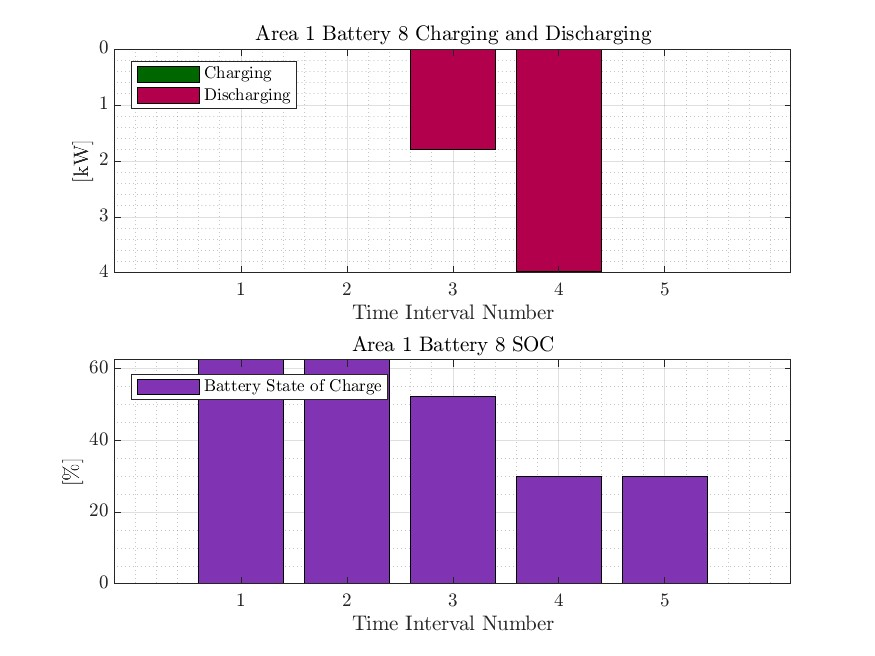 Area 1 Battery 8 Charging and Discharging
0
1
2
3
4
[kW]
Charging
Discharging
1 2 3 4 5
Time Interval Number
Area 1 Battery 8 SOC
60
40
20
0
[%]
Battery State of Charge
1 2 3 4 5
Time Interval Number